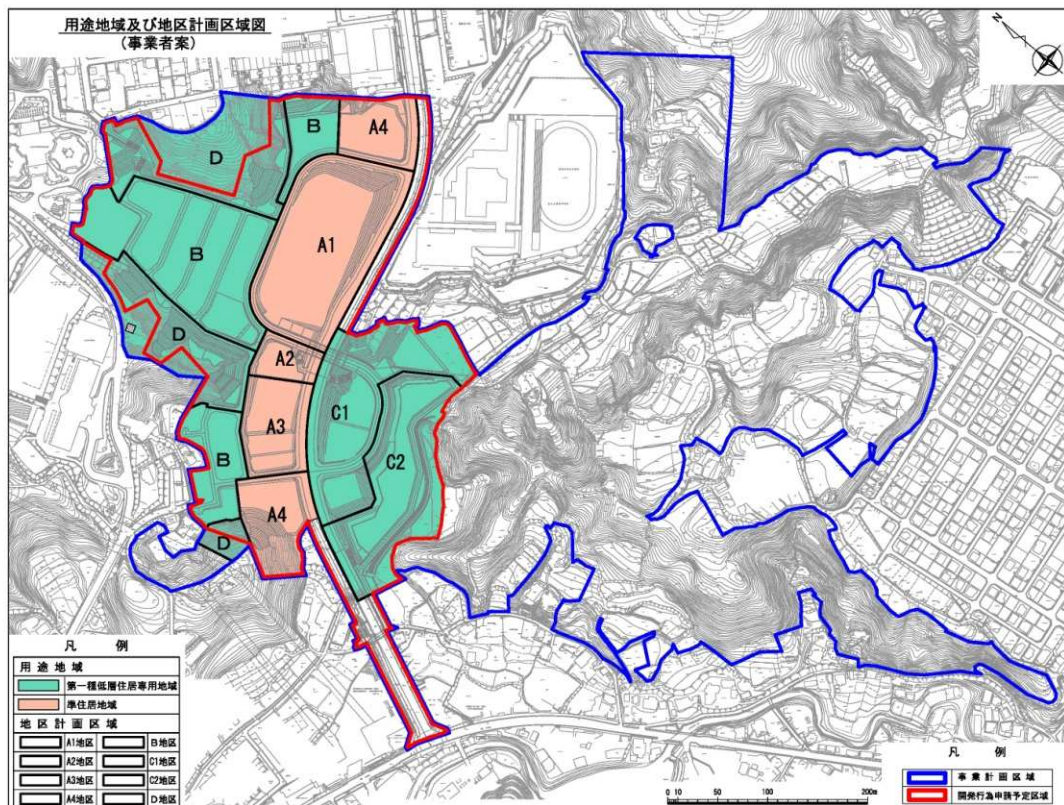 用途地域及び地区計画区域図
(事業者案)
N
B
A4
D
A1
B
D
A2
C1
A3
C2
B
A4
D
凡 例
用途地域
第一種低層住居専用地域
準住居地域
地区計画区域
A1地区 B地区
A2地区 C1地区
A3地区 C2地区
A4地区 D地区
0 10 50 100 200m
凡 例
事業計画区域
開発行為申請予定区域